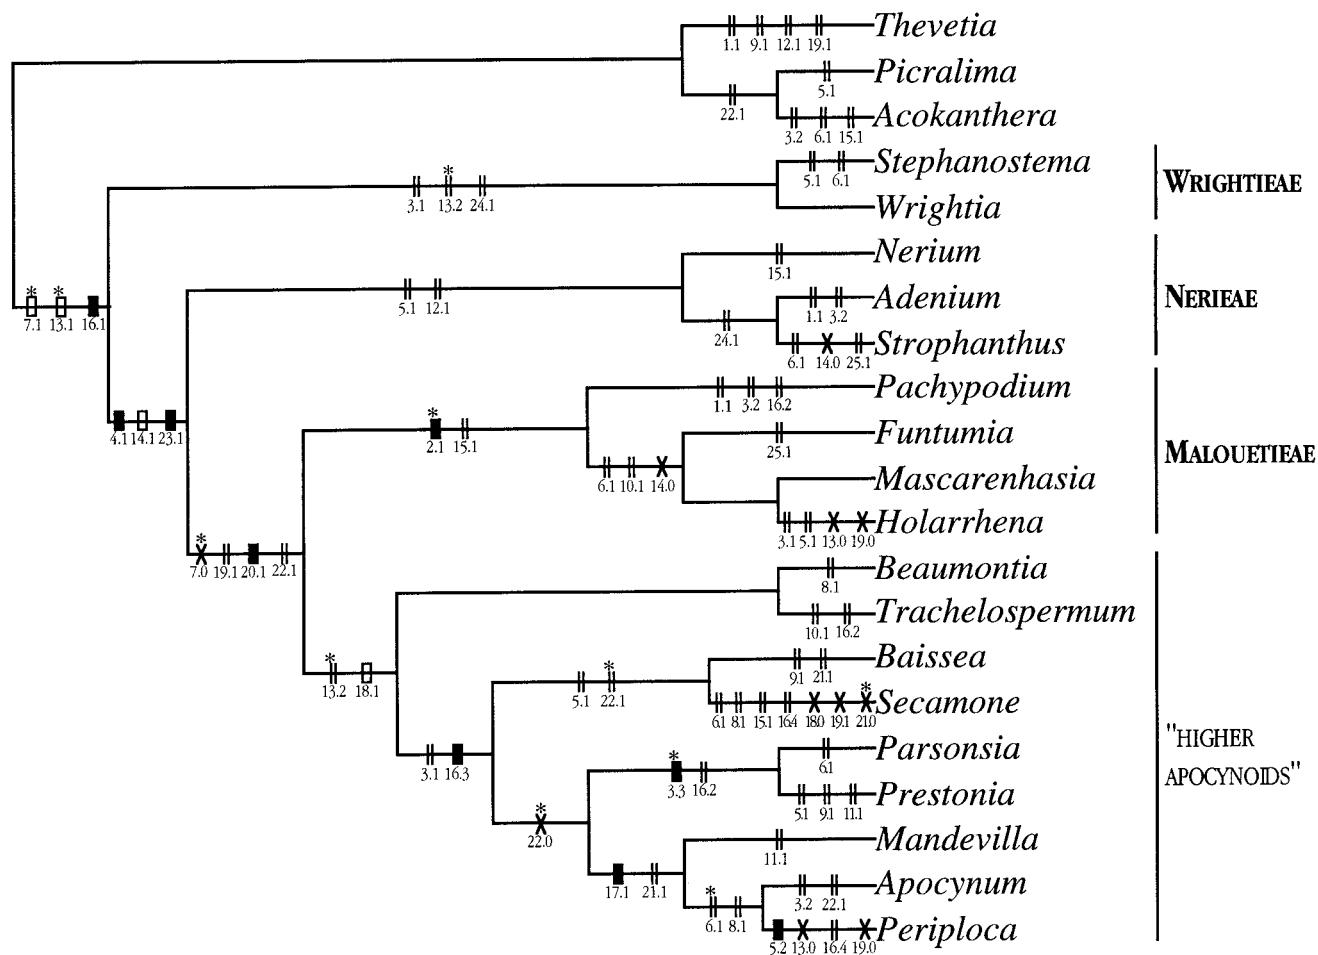 Thevetia
1.1 9.1 12.1 19.1
Picralima
5.1
22.1
Acokanthera
3.2 6.1 15.1
Stephanostema
* 5.1 6.1
3.1 13.2 24.1
WRIGHTIEAE
Wrightia
Nerium
15.1
* *
7.1 13.1 16.1
5.1 12.1
Adenium
1.1 3.2
NERIEAE
24.1
Strophanthus
6.1 14.0 25.1
Pachypodium
1.1 3.2 16.2
*
4.1 14.1 23.1
2.1 15.1
Funtumia
25.1
MALOUETIEAE
6.1 10.1 14.0
Mascarenhasia
Holarrhena
3.1 5.1 13.0 19.0
*
7.0 19.1 20.1 22.1
Beaumontia
8.1
Trachelospermum
10.1 16.2
*
13.2 18.1
Baissea
9.1 21.1
*
5.1 22.1
*
Secamone
6.1 8.1 15.1 16.4 18.0 19.1 21.0
"HIGHER
APOCYNOIDS"
Parsonsia
6.1
3.1 16.3
*
3.3 16.2
Prestonia
5.1 9.1 11.1
*
22.0
Mandevilla
11.1
17.1 21.1
Apocynum
3.2 22.1
*
6.1 8.1
Periploca
5.2 13.0 16.4 19.0